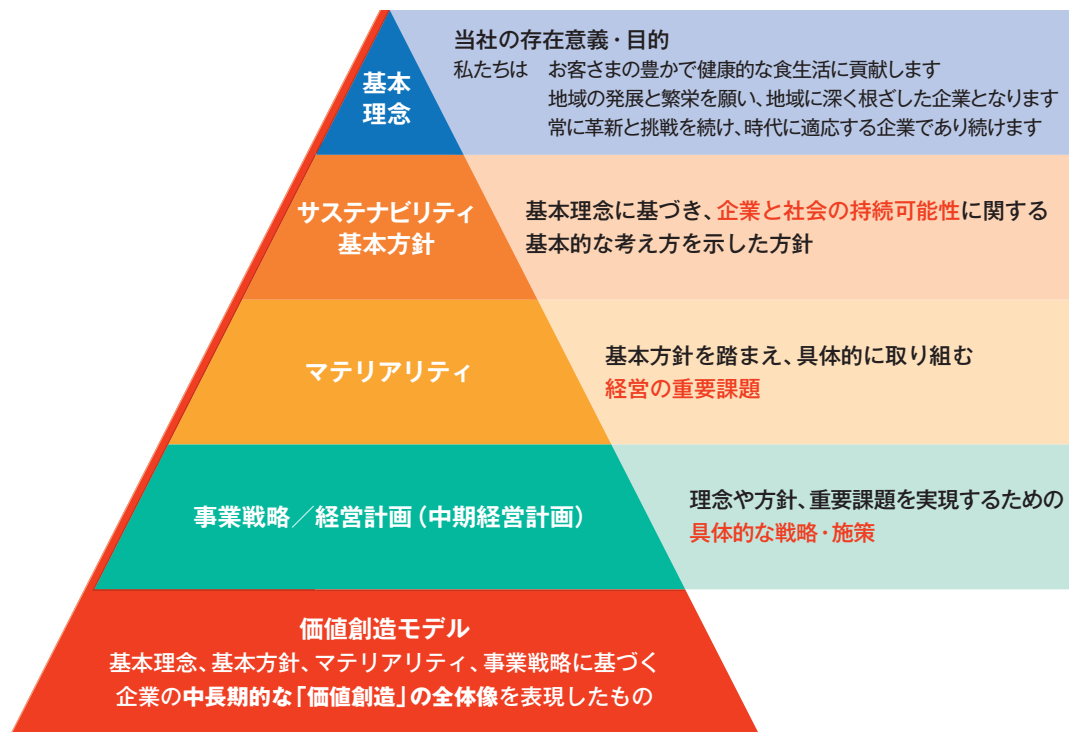 基本
理念
当社の存在意義・目的
私たちは　お客さまの豊かで健康的な食生活に貢献します
地域の発展と繁栄を願い、地域に深く根ざした企業となります
常に革新と挑戦を続け、時代に適応する企業であり続けます
サステナビリティ
基本方針
基本理念に基づき、企業と社会の持続可能性に関する
基本的な考え方を示した方針
マテリアリティ
基本方針を踏まえ、具体的に取り組む
経営の重要課題
事業戦略／経営計画（中期経営計画）
理念や方針、重要課題を実現するための
具体的な戦略・施策
価値創造モデル
基本理念、基本方針、マテリアリティ、事業戦略に基づく
企業の中長期的な「価値創造」の全体像を表現したもの